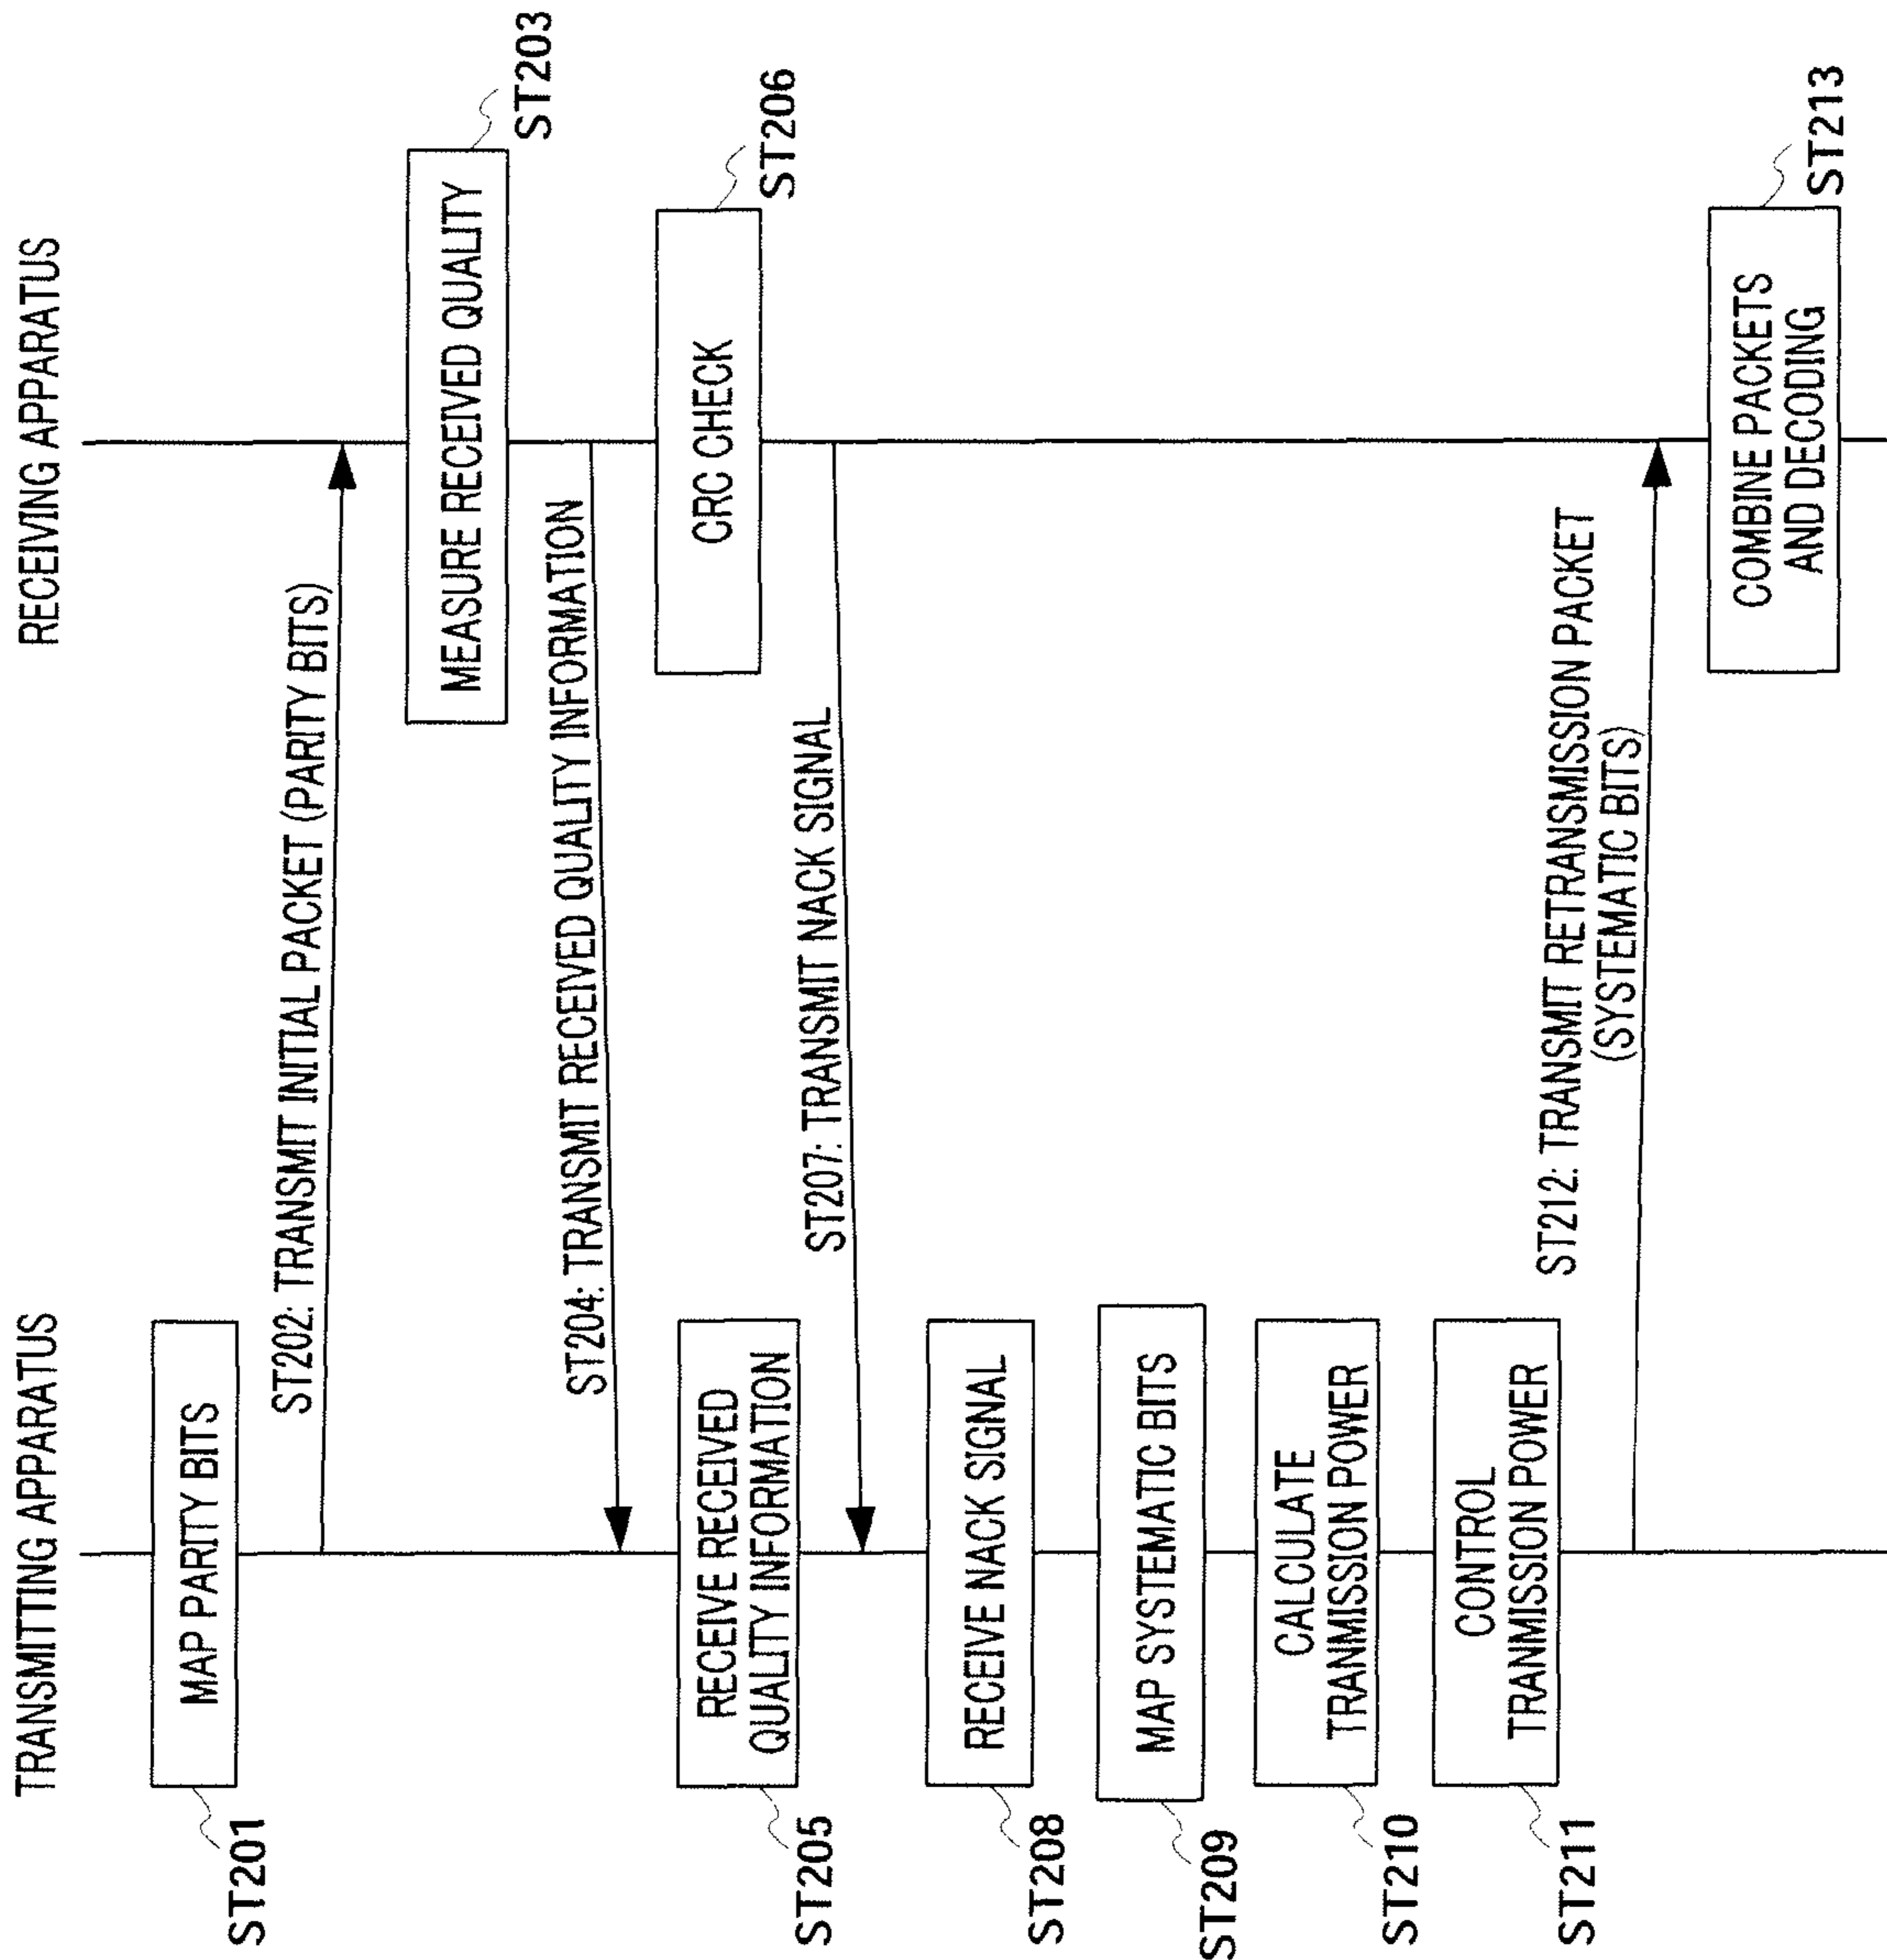 TRANSMITTING APPARATUS
RECEIVING APPARATUS
MAP PARITY BITS
ST201
ST202: TRANSMIT INITIAL PACKET (PARITY BITS)
MEASURE RECEIVED QUALITY
ST203
ST204: TRANSMIT RECEIVED QUALITY INFORMATION
RECEIVE RECEIVED
QUALITY INFORMATION
ST205
CRC CHECK
ST206
ST207: TRANSMIT NACK SIGNAL
RECEIVE NACK SIGNAL
ST208
MAP SYSTEMATIC BITS
ST209
CALCULATE
TRANMISSION POWER
ST210
CONTROL
TRANMISSION POWER
ST211
ST212: TRANSMIT RETRANSMISSION PACKET
(SYSTEMATIC BITS)
COMBINE PACKETS
AND DECODING
ST213